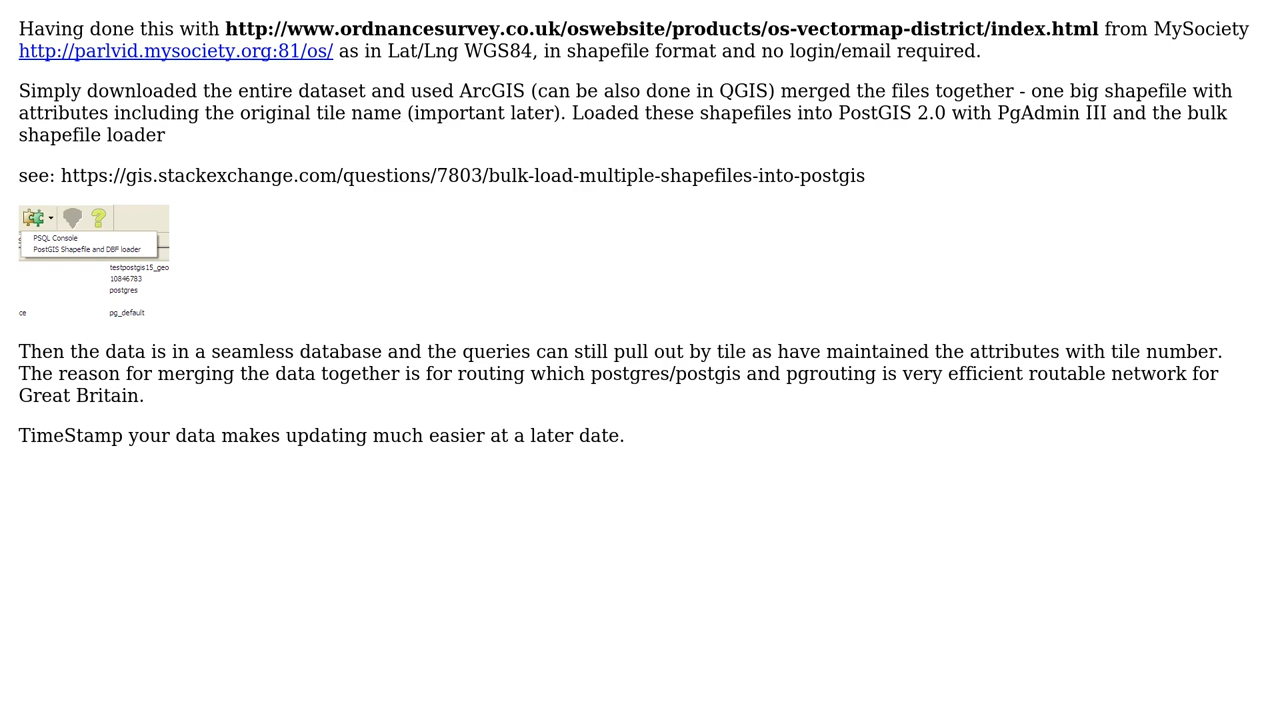 Having done this with http://www.ordnancesurvey.co.uk/oswebsite/products/os-vectormap-district/index.html from MySociety
http://parlvid.mysociety.org:81/os/ as in Lat/Lng WGS84, in shapefile format and no login/email required.
Simply downloaded the entire dataset and used ArcGIS (can be also done in QGIS) merged the files together - one big shapefile with
attributes including the original tile name (important later). Loaded these shapefiles into PostGIS 2.0 with PgAdmin III and the bulk
shapefile loader
see: https://gis.stackexchange.com/questions/7803/bulk-load-multiple-shapefiles-into-postgis
PSQL Console
PostGIS Shapefile and DBF loader
testpostgis15_geo
10846783
postgres
ce pg_default
Then the data is in a seamless database and the queries can still pull out by tile as have maintained the attributes with tile number.
The reason for merging the data together is for routing which postgres/postgis and pgrouting is very efficient routable network for
Great Britain.
TimeStamp your data makes updating much easier at a later date.